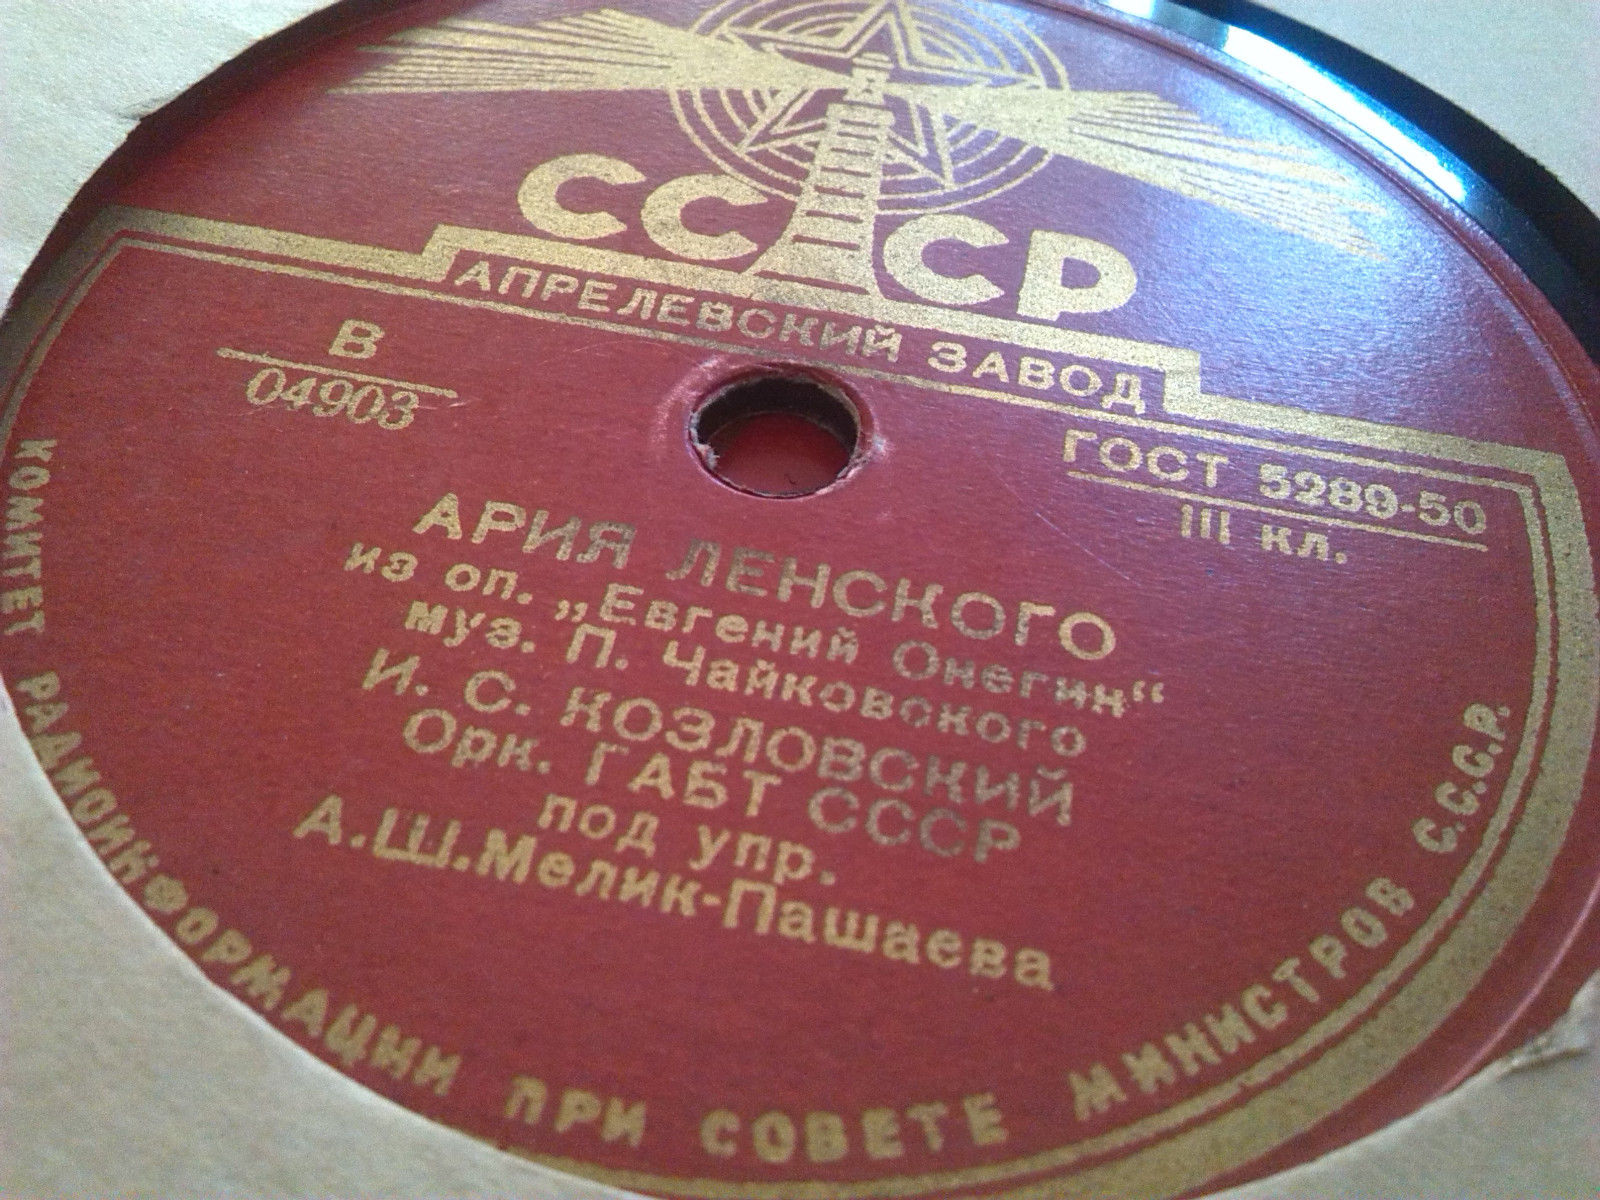 СССР
АПРЕЛЕВСКИЙ ЗАВОД
В
04903
ГОСТ 5289-50
III кл.
АРИЯ ЛЕНСКОГО
из оп. „Евгений Онегин“
муз. П. Чайковского
И. С. КОЗЛОВСКИЙ
Орк. ГАБТ СССР
под упр.
А.Ш.Мелик-Пашаева
КОМИТЕТ РАДИОИНФОРМАЦИИ ПРИ СОВЕТЕ МИНИСТРОВ С.С.С.Р.